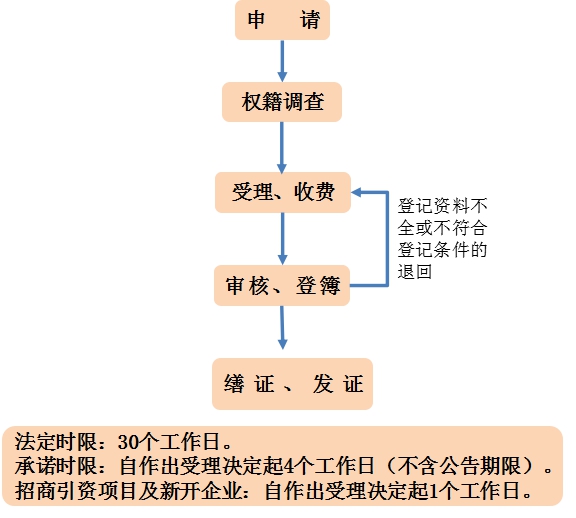 申 请
权籍调查
受理、收费
登记资料不
全或不符合
登记条件的
退回
审核、登簿
缮证、发证
法定时限：30个工作日。
承诺时限：自作出受理决定起4个工作日（不含公告期限）。
招商引资项目及新开企业：自作出受理决定起1个工作日。